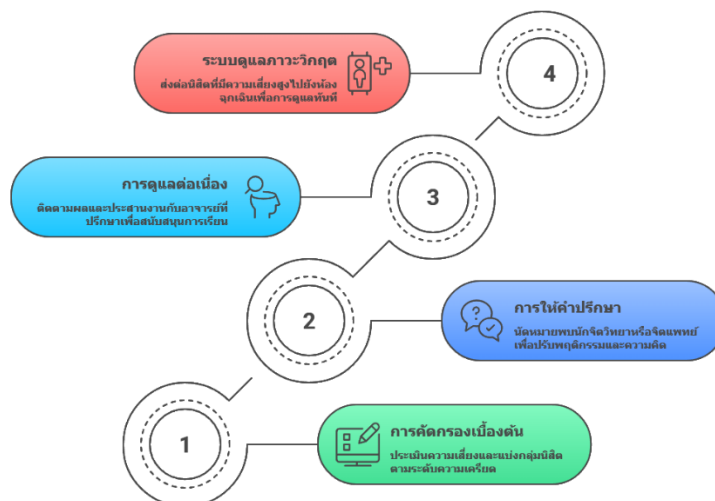 ระบบดูแลภาวะวิกฤต
ส่งต่อนิสิตที่มีความเสี่ยงสูงไปยังห้อง
ฉุกเฉินเพื่อการดูแลทันที
4
การดูแลต่อเนื่อง
ติดตามผลและประสานงานกับอาจารย์ที่
ปรึกษาเพื่อสนับสนุนการเรียน
3
2
การให้คำปรึกษา
นัดหมายพบนักจิตวิทยาหรือจิตแพทย์
เพื่อปรับพฤติกรรมและความคิด
1
การคัดกรองเบื้องต้น
ประเมินความเสี่ยงและแบ่งกลุ่มนิสิต
ตามระดับความเครียด